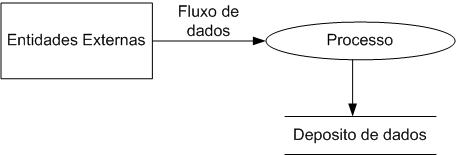 Entidades Externas
Fluxo de
dados
Processo
Deposito de dados